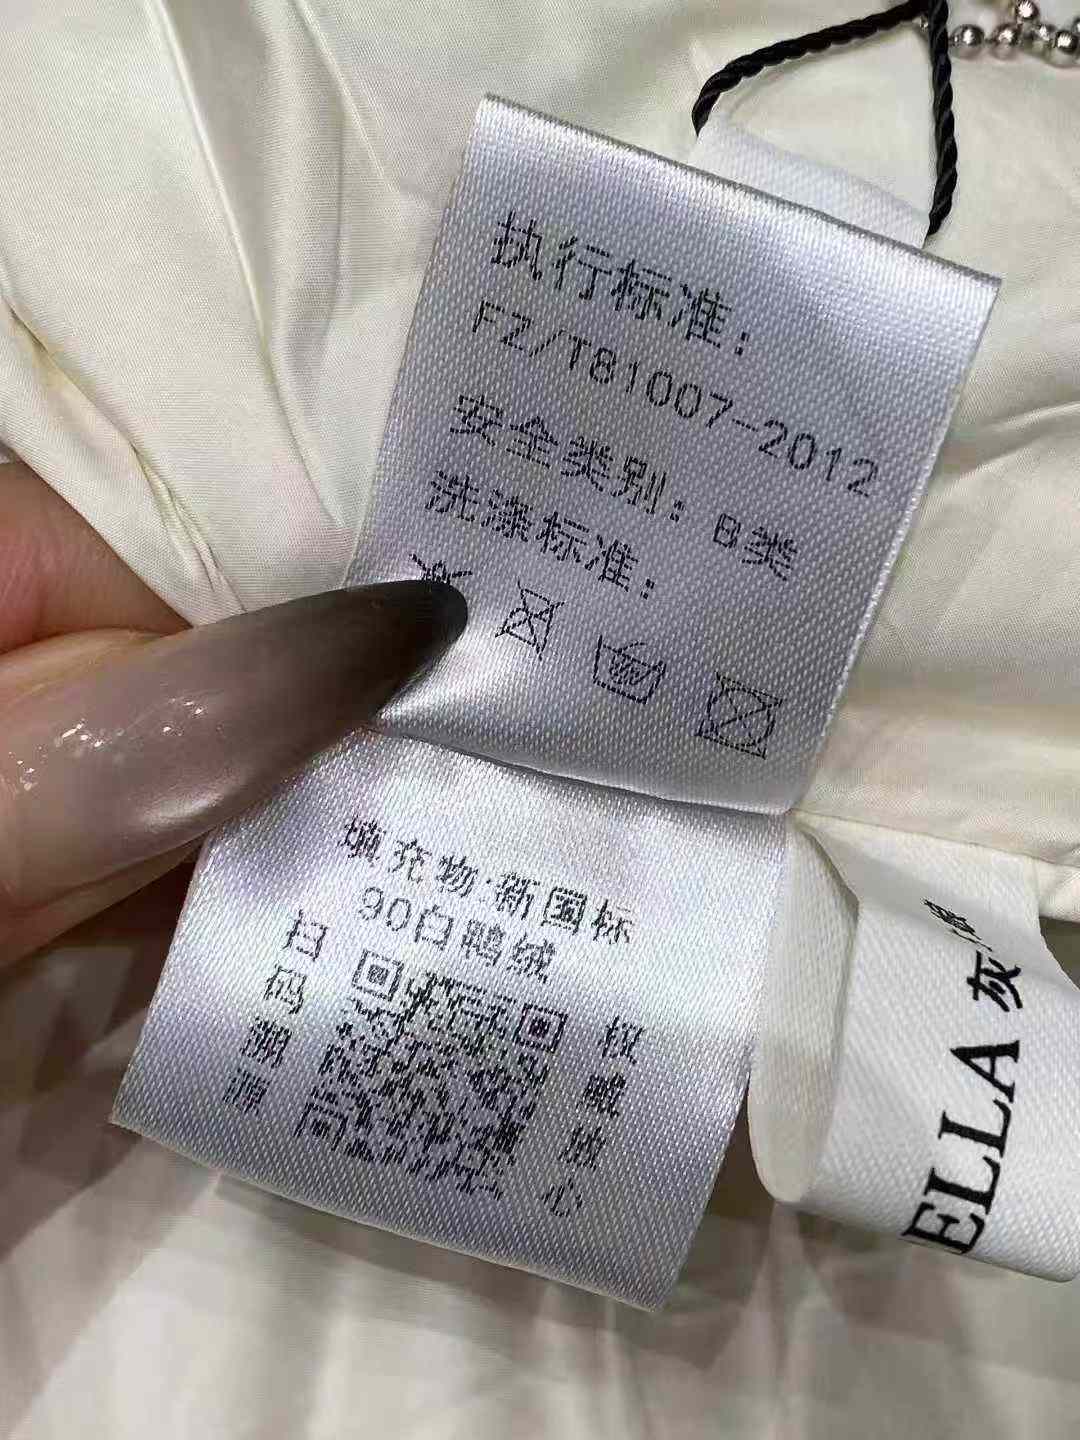 执行标准：
FZ/T81007-2012
安全类别：B类
洗涤标准：
填充物:新国标
90白鸭绒
扫码溯源
权威放心
ELLA
灰